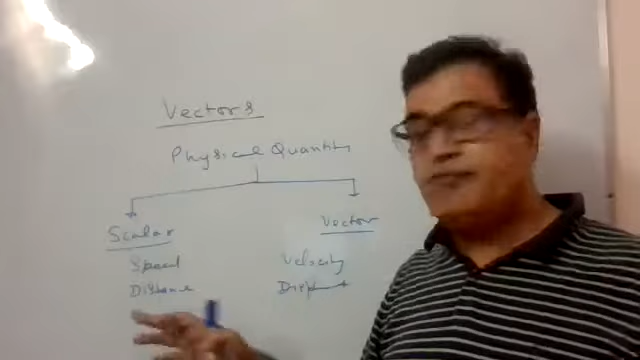 Vectors
Physical Quantity
Scalar Vector
Speed Velocity
Distance